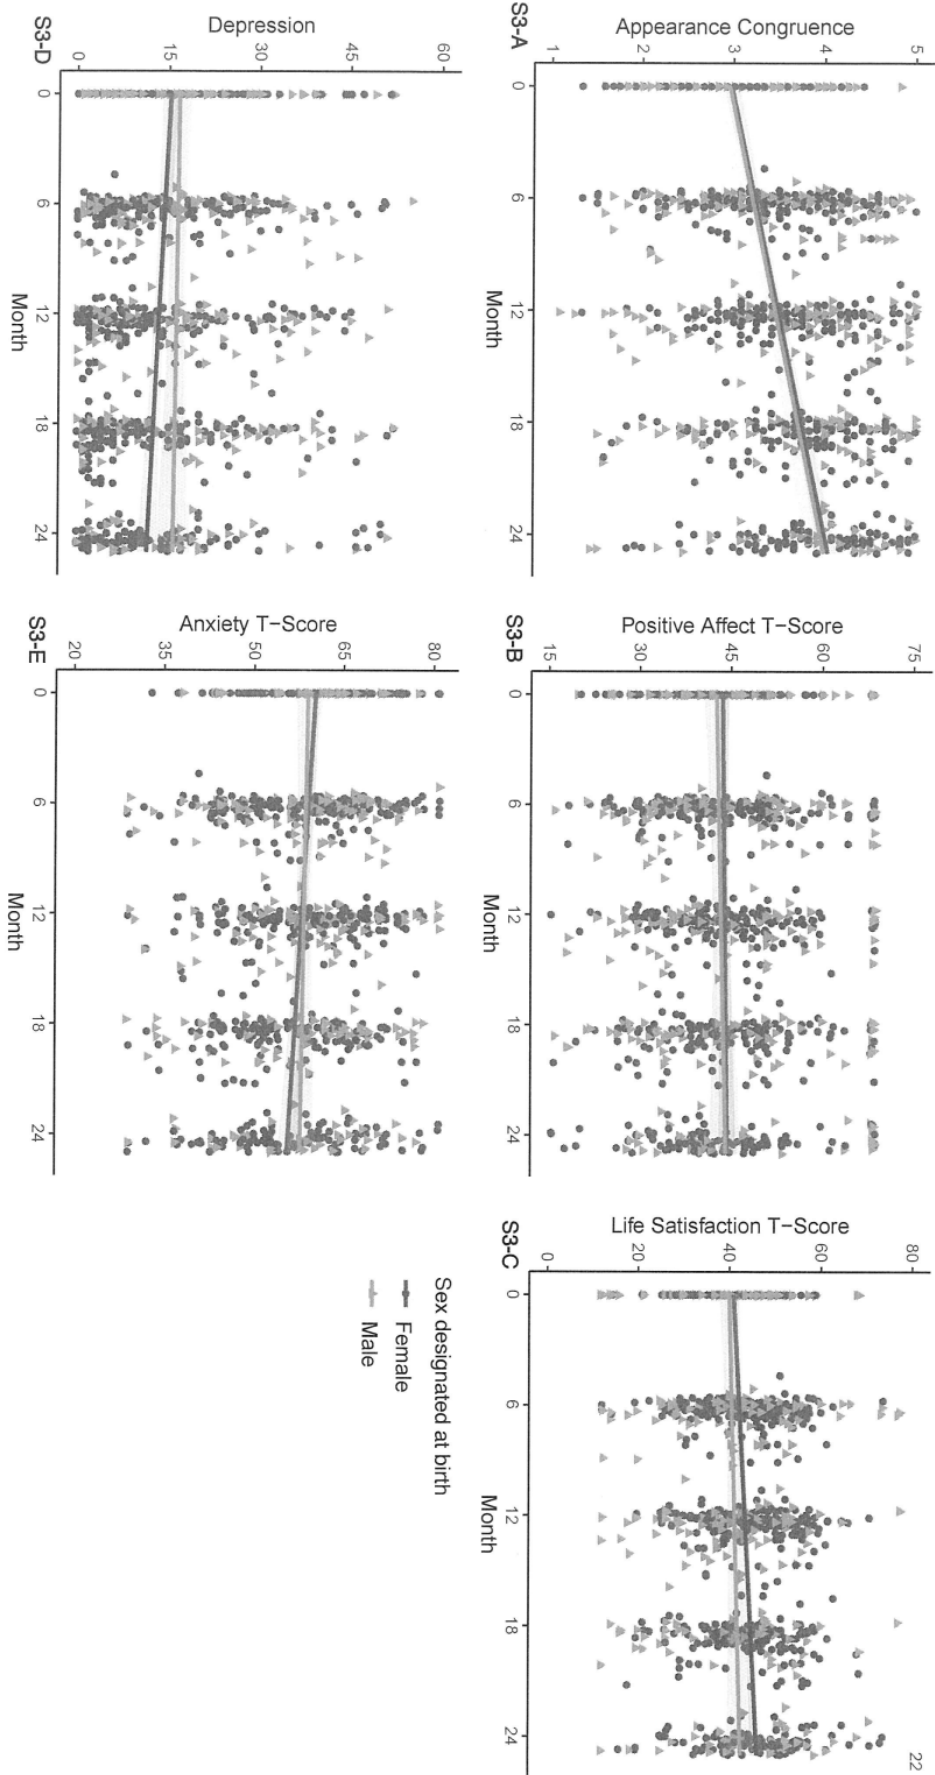 22
S3-A
Appearance Congruence
5
4
3
2
1
0
6
12
18
24
Month
S3-B
Positive Affect T-Score
75
60
45
30
15
0
6
12
18
24
Month
S3-C
Life Satisfaction T-Score
80
60
40
20
0
0
6
12
18
24
Month
S3-D
Depression
60
45
30
15
0
0
6
12
18
24
Month
S3-E
Anxiety T-Score
80
65
50
35
20
0
6
12
18
24
Month
Sex designated at birth
Female
Male